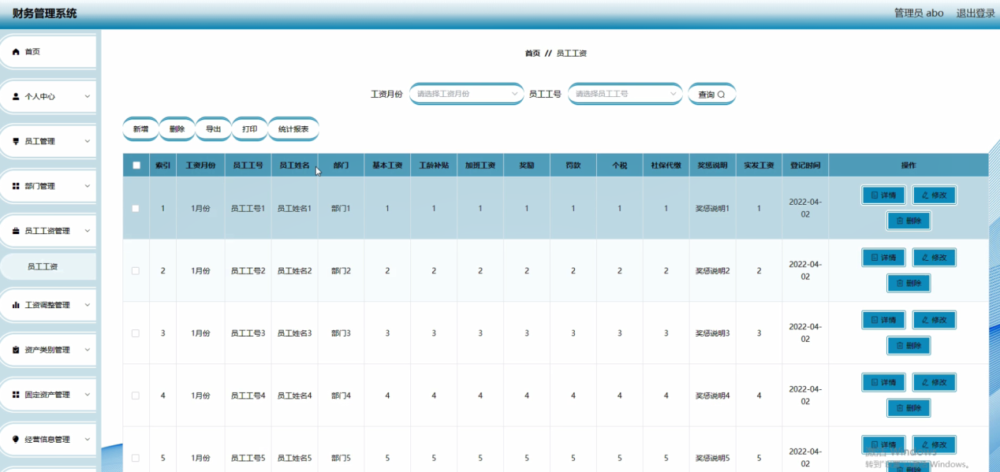 财务管理系统
管理员 abo 退出登录
首页
个人中心
员工管理
部门管理
员工工资管理
员工工资
工资调整管理
资产类别管理
固定资产管理
经营信息管理
首页 // 员工工资
工资月份 请选择工资月份 员工工号 请选择员工工号 查询
新增 删除 导出 打印 统计报表
索引 工资月份 员工工号 员工姓名 部门 基本工资 工龄补贴 加班工资 奖励 罚款 个税 社保代缴 奖惩说明 实发工资 登记时间 操作
1 1月份 员工工号1 员工姓名1 部门1 1 1 1 1 1 1 1 奖惩说明1 1 2022-04-02 详情 修改
删除
2 1月份 员工工号2 员工姓名2 部门2 2 2 2 2 2 2 2 奖惩说明2 2 2022-04-02 详情 修改
删除
3 1月份 员工工号3 员工姓名3 部门3 3 3 3 3 3 3 3 奖惩说明3 3 2022-04-02 详情 修改
删除
4 1月份 员工工号4 员工姓名4 部门4 4 4 4 4 4 4 4 奖惩说明4 4 2022-04-02 详情 修改
删除
5 1月份 员工工号5 员工姓名5 部门5 5 5 5 5 5 5 5 奖惩说明5 5 2022-04-02 详情 修改
删除
激活 Windows
转到"设置"以激活 Windows。